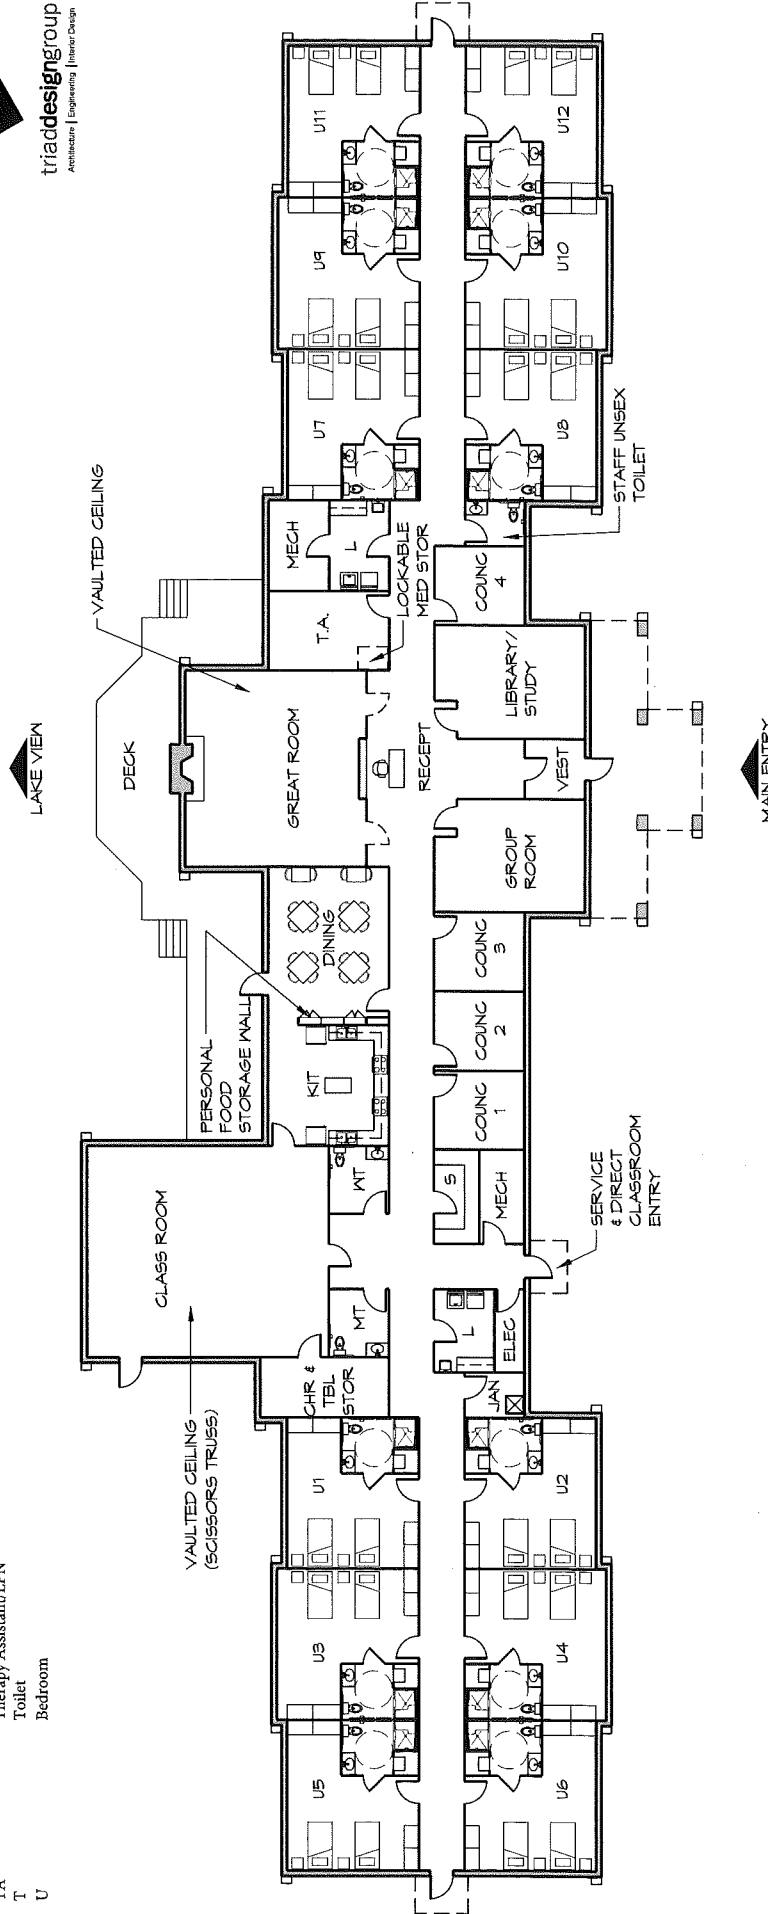 triaddesigngroup
Architecture | Engineering | Interior Design
Therapy Assistant/LPN
T Toilet
U Bedroom
LAKE VIEW
DECK
VAULTED CEILING
VAULTED CEILING
(SCISSORS TRUSS)
CLASS ROOM
PERSONAL
FOOD
STORAGE WALL
GREAT ROOM
MECH
T.A.
L
LOCKABLE
MED STOR
DINING
KIT
WT
MT
CHR &
TBL
STOR
U5
U3
U1
U7
U9
U11
RECEPT
U6
U4
U2
JAN
L
ELEC
S
MECH
COUNC
1
COUNC
2
COUNC
3
GROUP
ROOM
VEST
LIBRARY/
STUDY
COUNC
4
U8
U10
U12
STAFF UNSEX
TOILET
SERVICE
& DIRECT
CLASSROOM
ENTRY
MAIN ENTRY